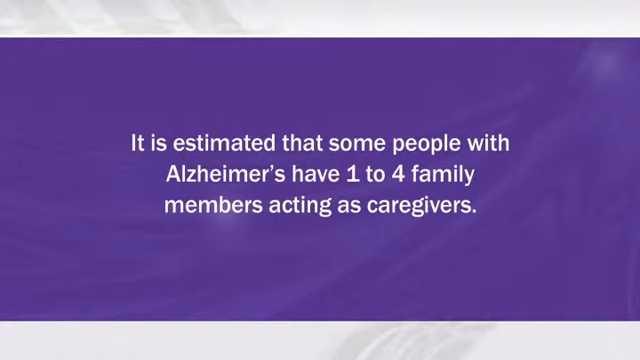 It is estimated that some people with
Alzheimer’s have 1 to 4 family
members acting as caregivers.